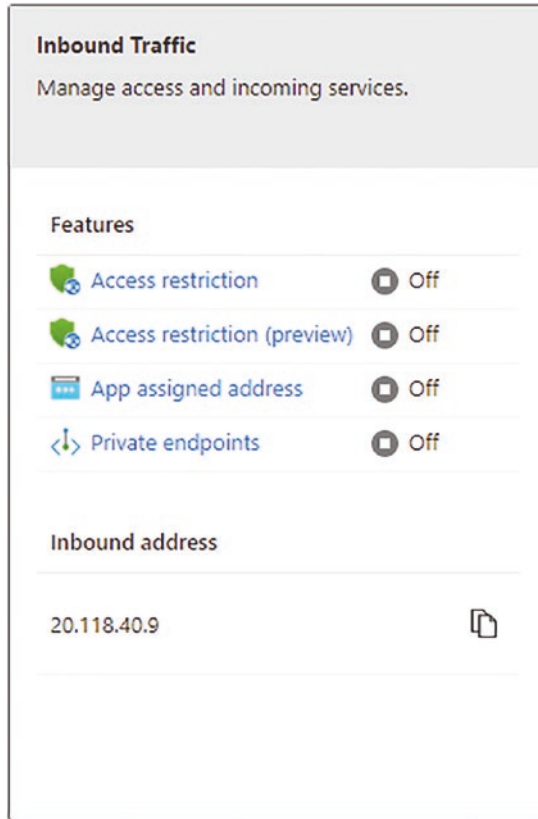 Inbound Traffic
Manage access and incoming services.
Features
Access restriction Off
Access restriction (preview) Off
App assigned address Off
Private endpoints Off
Inbound address
20.118.40.9